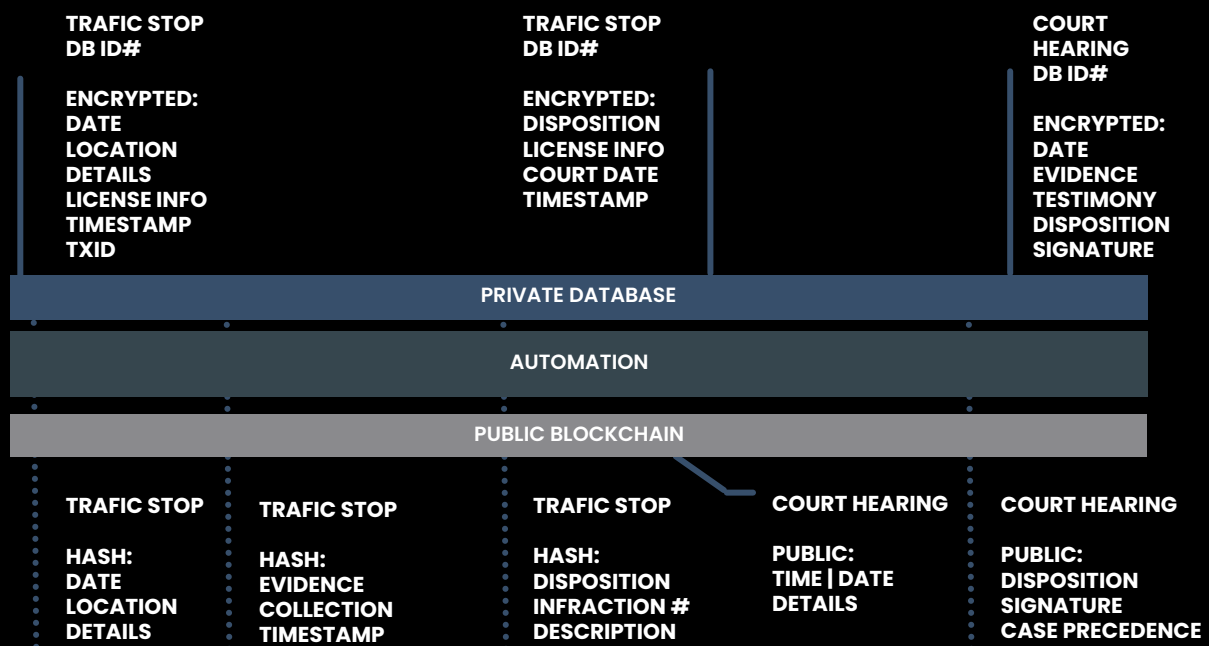 TRAFIC STOP
DB ID#
ENCRYPTED:
DATE
LOCATION
DETAILS
LICENSE INFO
TIMESTAMP
TXID
TRAFIC STOP
DB ID#
ENCRYPTED:
DISPOSITION
LICENSE INFO
COURT DATE
TIMESTAMP
COURT
HEARING
DB ID#
ENCRYPTED:
DATE
EVIDENCE
TESTIMONY
DISPOSITION
SIGNATURE
PRIVATE DATABASE
AUTOMATION
PUBLIC BLOCKCHAIN
TRAFIC STOP
HASH:
DATE
LOCATION
DETAILS
TRAFIC STOP
HASH:
EVIDENCE
COLLECTION
TIMESTAMP
TRAFIC STOP
HASH:
DISPOSITION
INFRACTION #
DESCRIPTION
COURT HEARING
PUBLIC:
TIME | DATE
DETAILS
COURT HEARING
PUBLIC:
DISPOSITION
SIGNATURE
CASE PRECEDENCE